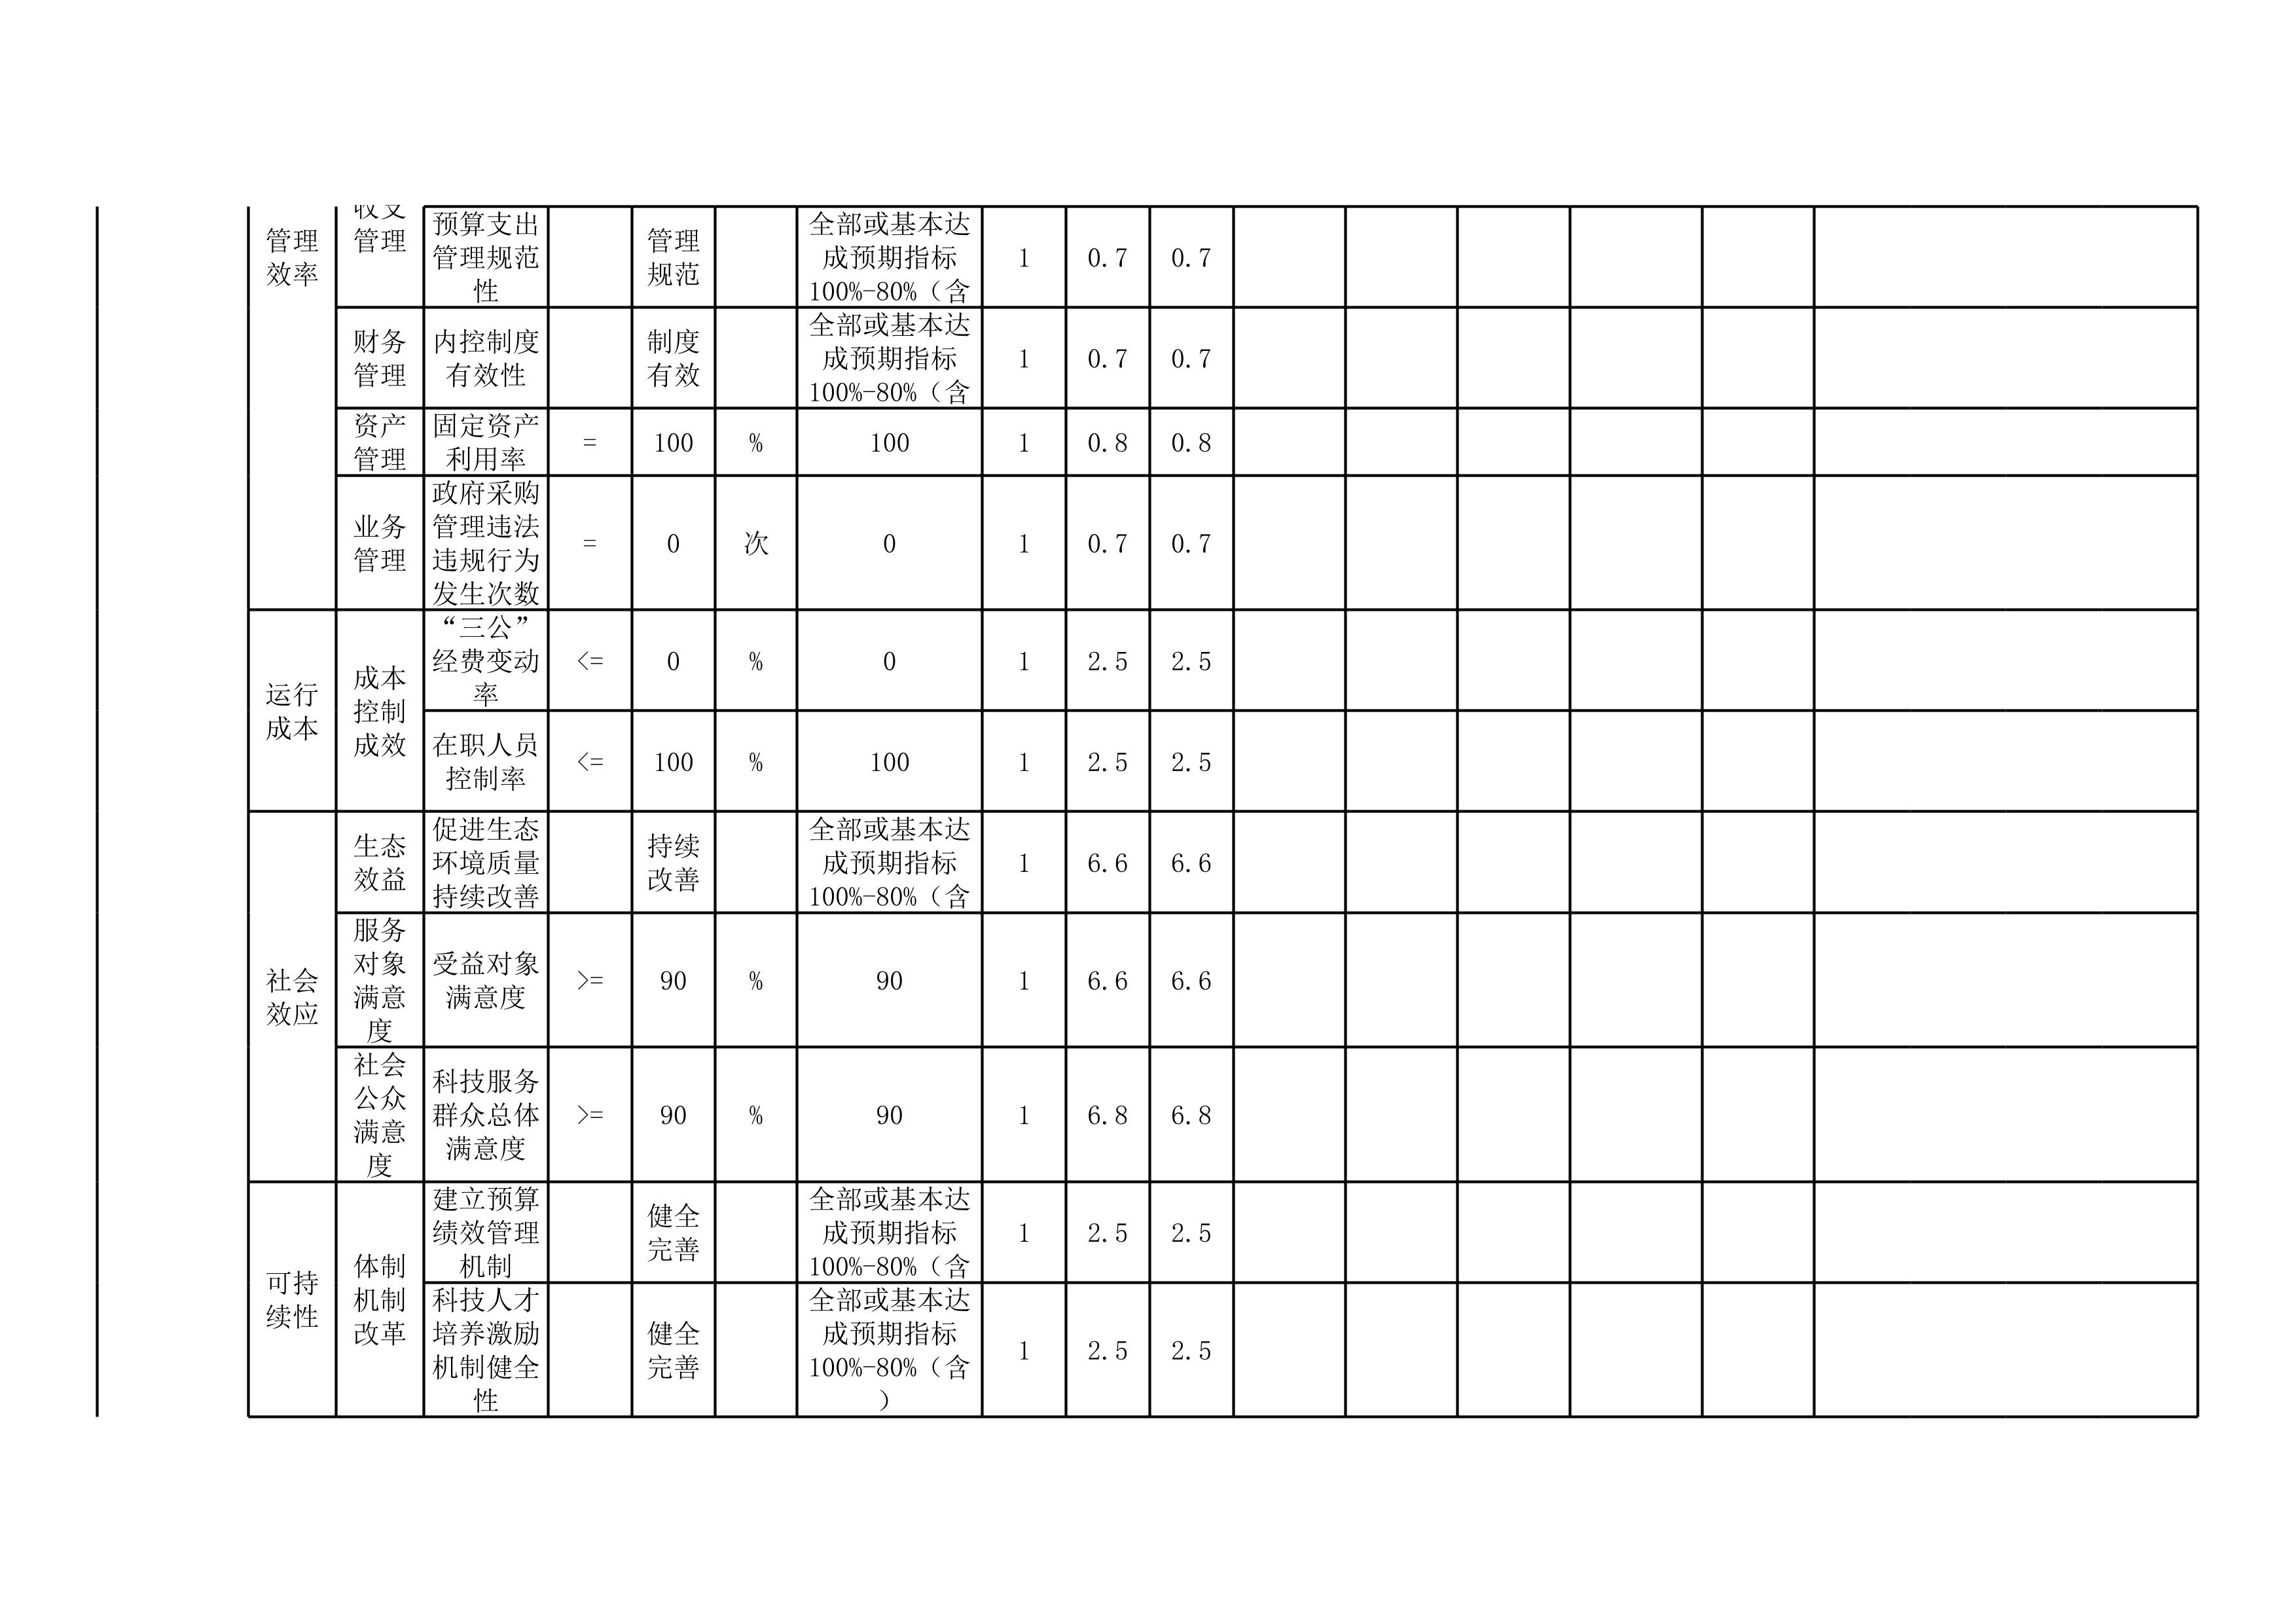 管理
效率
收支
管理
预算支出
管理规范
性
管理
规范
全部或基本达
成预期指标
100%-80%（含
1
0.7
0.7
财务
管理
内控制度
有效性
制度
有效
全部或基本达
成预期指标
100%-80%（含
1
0.7
0.7
资产
管理
固定资产
利用率
=
100
%
100
1
0.8
0.8
业务
管理
政府采购
管理违法
违规行为
发生次数
=
0
次
0
1
0.7
0.7
运行
成本
成本
控制
成效
“三公”
经费变动
率
<=
0
%
0
1
2.5
2.5
在职人员
控制率
<=
100
%
100
1
2.5
2.5
社会
效应
生态
效益
促进生态
环境质量
持续改善
持续
改善
全部或基本达
成预期指标
100%-80%（含
1
6.6
6.6
服务
对象
满意
度
受益对象
满意度
>=
90
%
90
1
6.6
6.6
社会
公众
满意
度
科技服务
群众总体
满意度
>=
90
%
90
1
6.8
6.8
可持
续性
体制
机制
改革
建立预算
绩效管理
机制
健全
完善
全部或基本达
成预期指标
100%-80%（含
1
2.5
2.5
科技人才
培养激励
机制健全
性
健全
完善
全部或基本达
成预期指标
100%-80%（含
）
1
2.5
2.5